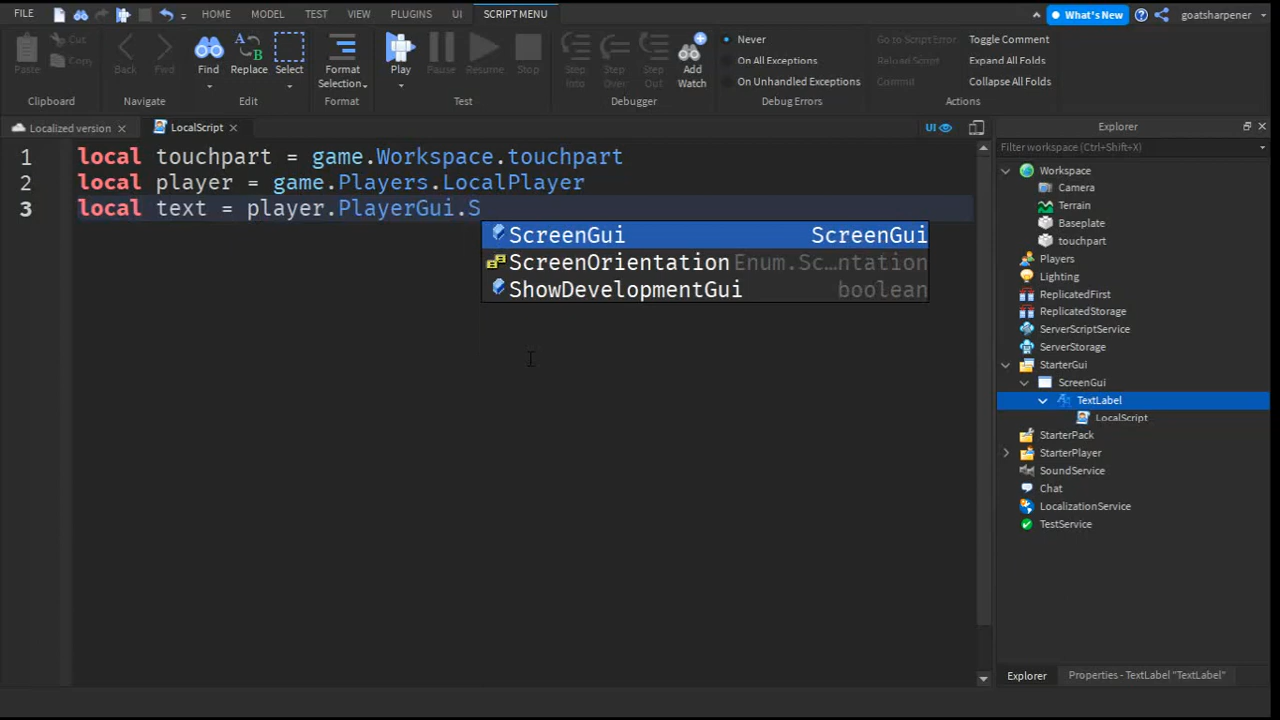 FILE HOME MODEL TEST VIEW PLUGINS UI SCRIPT MENU What's New goatsharpener
Paste Cut Copy Back Find Find Replace Select Format Selection Play Pause Resume Stop Step Into Step Over Step Out Add Watch Never On All Exceptions On Unhandled Exceptions Go to Script Error Reload Script Commit Toggle Comment Expand All Folds Collapse All Folds
Clipboard Navigate Edit Format Test Debugger Debug Errors Actions
Localized version LocalScript UI Explorer
Filter workspace (Ctrl+Shift+X)
1 local touchpart = game.Workspace.touchpart
2 local player = game.Players.LocalPlayer
3 local text = player.PlayerGui.S
ScreenGui ScreenGui
ScreenOrientation Enum.Sc...ntation
ShowDevelopmentGui boolean
Workspace
Camera
Terrain
Baseplate
touchpart
Players
Lighting
ReplicatedFirst
ReplicatedStorage
ServerScriptService
ServerStorage
StarterGui
ScreenGui
TextLabel
LocalScript
StarterPack
StarterPlayer
SoundService
Chat
LocalizationService
TestService
Explorer Properties - TextLabel "TextLabel"